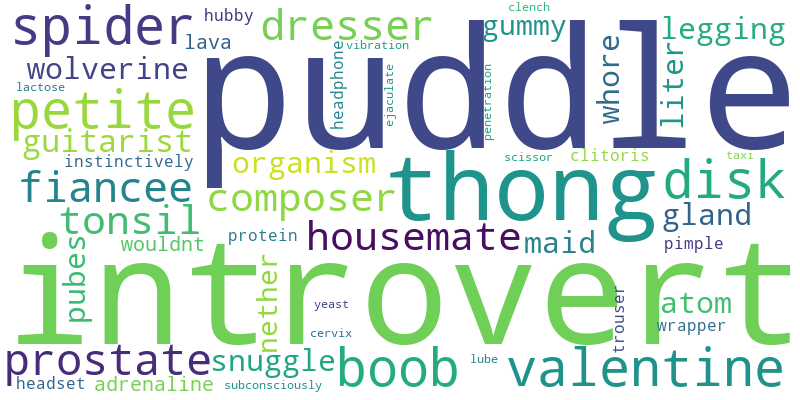 spider
hubby
dresser
clench
gummy
legging
lava
vibration
wolverine
puddle
headphone
ejaculate
penetration
whore
liter
lactose
petite
guitarist
instinctively
organism
thong
scissor
clitoris
taxi
fiancee
composer
disk
tonsil
gland
wouldnt
protein
housemate
maid
pimple
pubes
introvert
nether
yeast
trouser
atom
wrapper
cervix
prostate
snuggle
boob
lube
valentine
headset
adrenaline
subconsciously